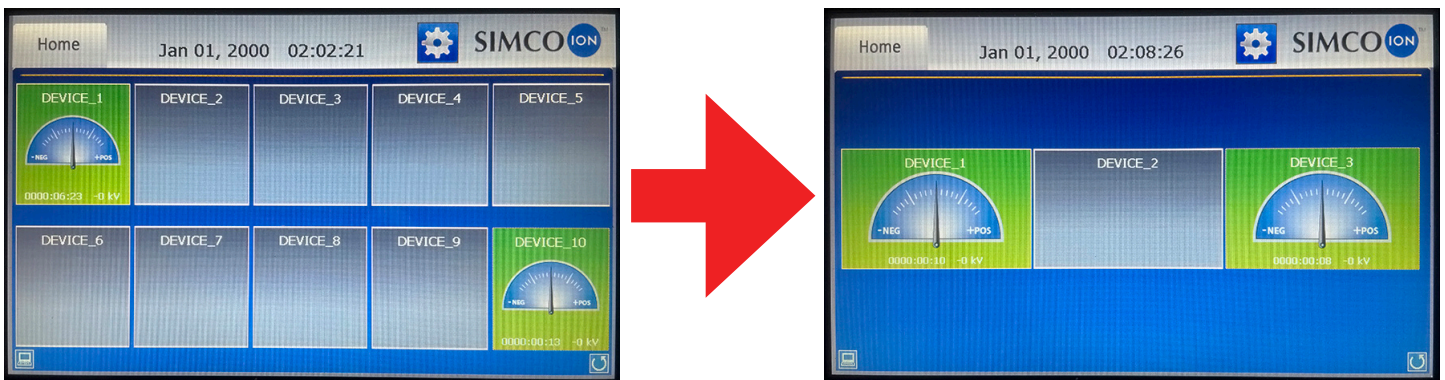 Home
Jan 01, 2000 02:02:21
SIMCO ION
DEVICE_1
DEVICE_2
DEVICE_3
DEVICE_4
DEVICE_5
-NEG +POS
0000:06:23 -0 kV
DEVICE_6
DEVICE_7
DEVICE_8
DEVICE_9
DEVICE_10
-NEG +POS
0000:00:13 -0 kV
Home
Jan 01, 2000 02:08:26
SIMCO ION
DEVICE_1
DEVICE_2
DEVICE_3
-NEG +POS
-NEG +POS
0000:00:10 -0 kV
0000:00:08 -0 kV